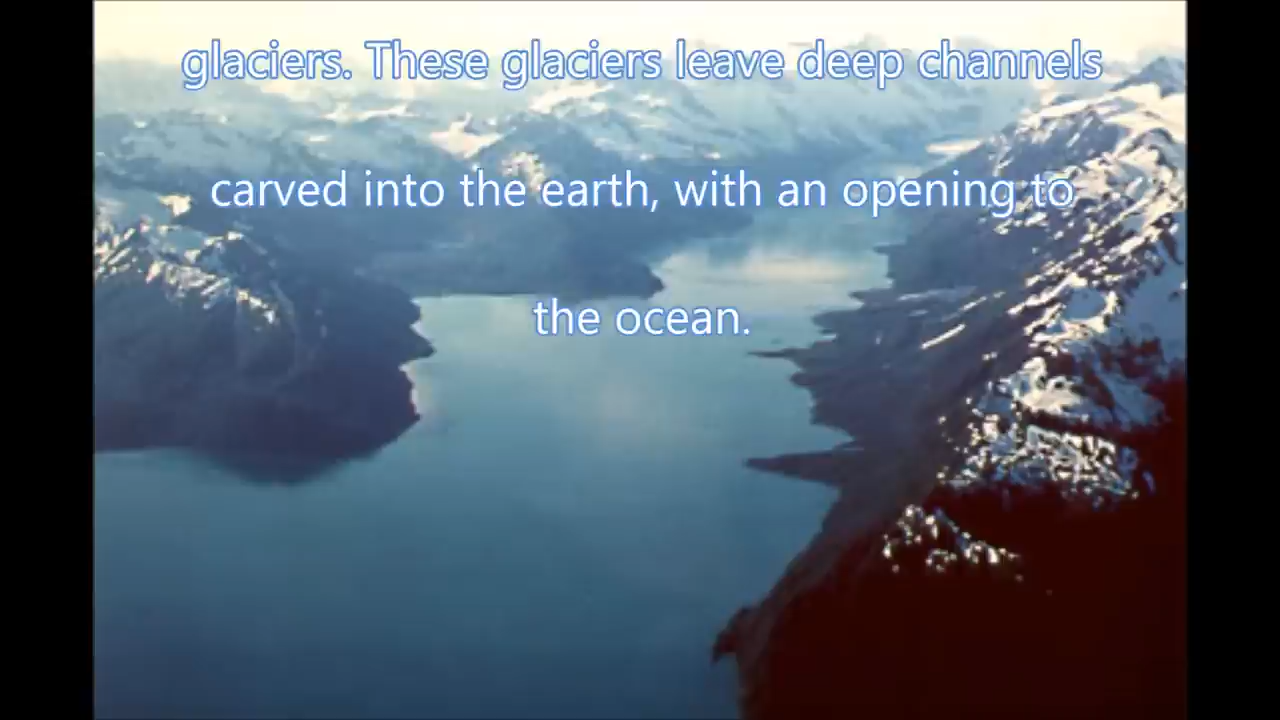 glaciers. These glaciers leave deep channels
carved into the earth, with an opening to
the ocean.